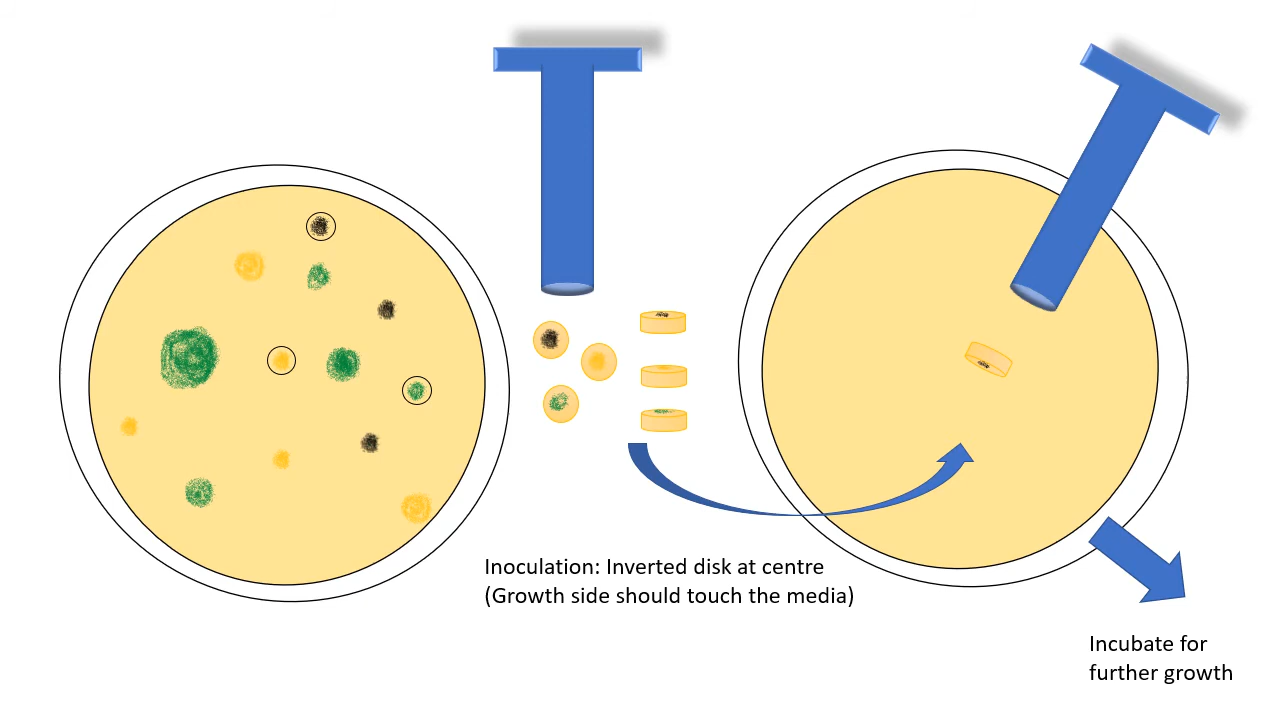 Inoculation: Inverted disk at centre
(Growth side should touch the media)
Incubate for
further growth